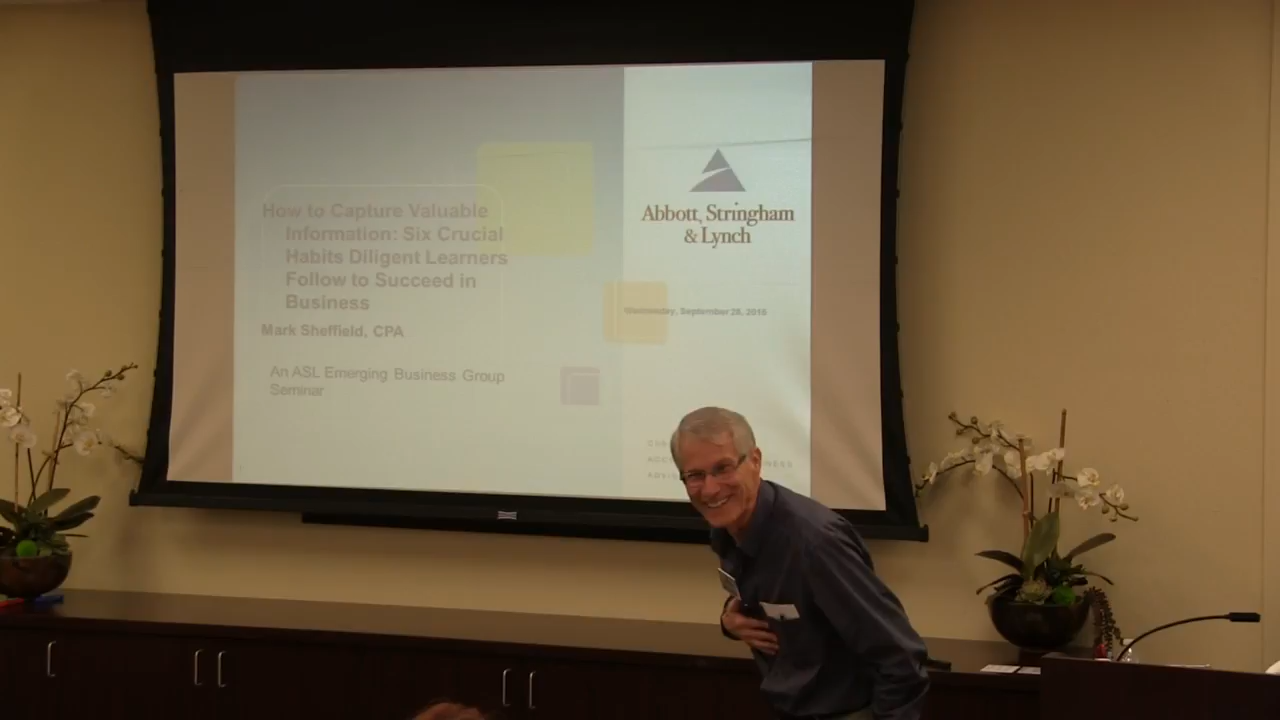 How to Capture Valuable
Information: Six Crucial
Habits Diligent Learners
Follow to Succeed in
Business
Mark Sheffield, CPA
An ASL Emerging Business Group
Seminar
Abbott, Stringham
& Lynch
Wednesday, September 28, 2016